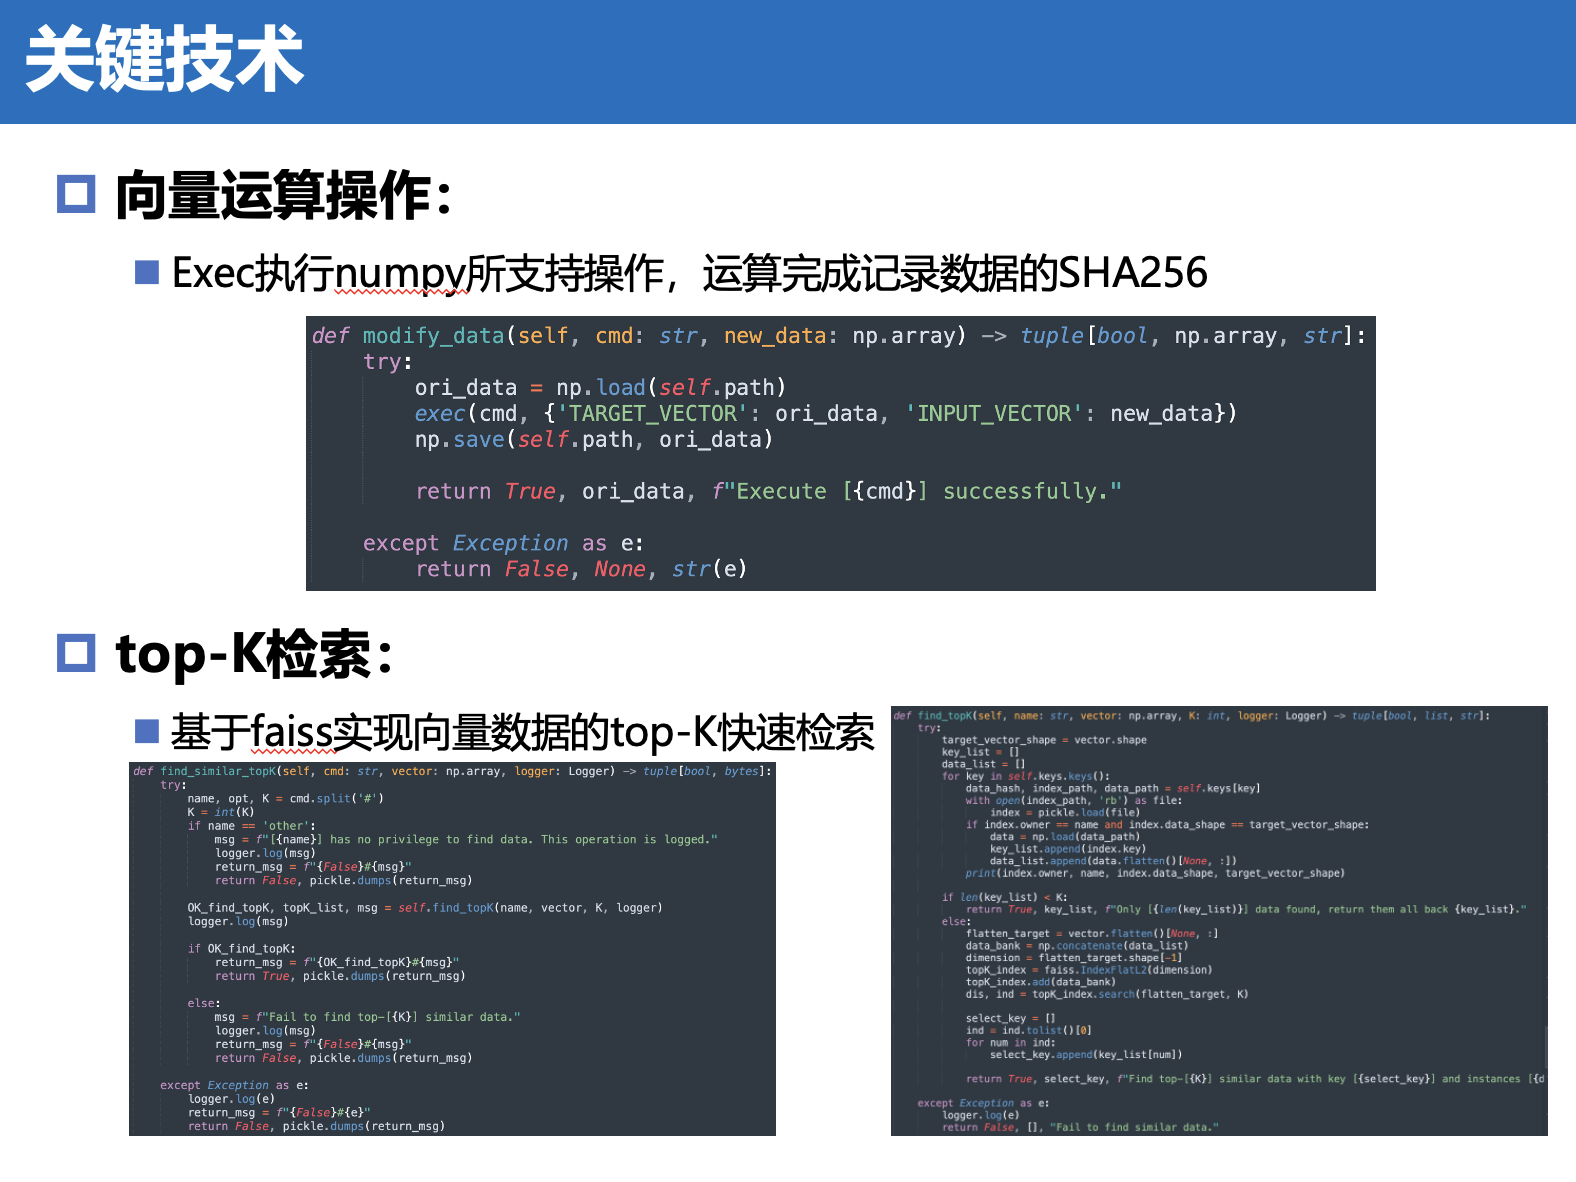 关键技术
向量运算操作：
Exec执行numpy所支持操作，运算完成记录数据的SHA256
def modify_data(self, cmd: str, new_data: np.array) -> tuple[bool, np.array, str]:
    try:
        ori_data = np.load(self.path)
        exec(cmd, {'TARGET_VECTOR': ori_data, 'INPUT_VECTOR': new_data})
        np.save(self.path, ori_data)
        return True, ori_data, f"Execute [{cmd}] successfully."
    except Exception as e:
        return False, None, str(e)
top-K检索：
基于faiss实现向量数据的top-K快速检索
def find_similar_topK(self, cmd: str, vector: np.array, logger: Logger) -> tuple[bool, bytes]:
    try:
        name, opt, K = cmd.split('#')
        K = int(K)
        if name == 'other':
            msg = f"[{name}] has no privilege to find data. This operation is logged."
            logger.log(msg)
            return_msg = f"{False}#{msg}"
            return False, pickle.dumps(return_msg)
        OK_find_topK, topK_list, msg = self.find_topK(name, vector, K, logger)
        logger.log(msg)
        if OK_find_topK:
            return_msg = f"{OK_find_topK}#{msg}"
            return True, pickle.dumps(return_msg)
        else:
            msg = f"Fail to find top-[{K}] similar data."
            logger.log(msg)
            return_msg = f"{False}#{msg}"
            return False, pickle.dumps(return_msg)
    except Exception as e:
        logger.log(e)
        return_msg = f"{False}#{e}"
        return False, pickle.dumps(return_msg)
def find_topK(self, name: str, vector: np.array, K: int, logger: Logger) -> tuple[bool, list, str]:
    try:
        target_vector_shape = vector.shape
        key_list = []
        data_list = []
        for key in self.keys.keys():
            data_hash, index_path, data_path = self.keys[key]
            with open(index_path, 'rb') as file:
                index = pickle.load(file)
            if index.owner == name and index.data_shape == target_vector_shape:
                data = np.load(data_path)
                key_list.append(index.key)
                data_list.append(data.flatten()[None, :])
            print(index.owner, name, index.data_shape, target_vector_shape)
        if len(key_list) < K:
            return True, key_list, f"Only [{len(key_list)}] data found, return them all back {key_list}."
        else:
            flatten_target = vector.flatten()[None, :]
            data_bank = np.concatenate(data_list)
            dimension = flatten_target.shape[-1]
            topK_index = faiss.IndexFlatL2(dimension)
            topK_index.add(data_bank)
            dis, ind = topK_index.search(flatten_target, K)
            select_key = []
            ind = ind.tolist()[0]
            for num in ind:
                select_key.append(key_list[num])
            return True, select_key, f"Find top-[{K}] similar data with key [{select_key}] and instances [{d
    except Exception as e:
        logger.log(e)
        return False, [], "Fail to find similar data."